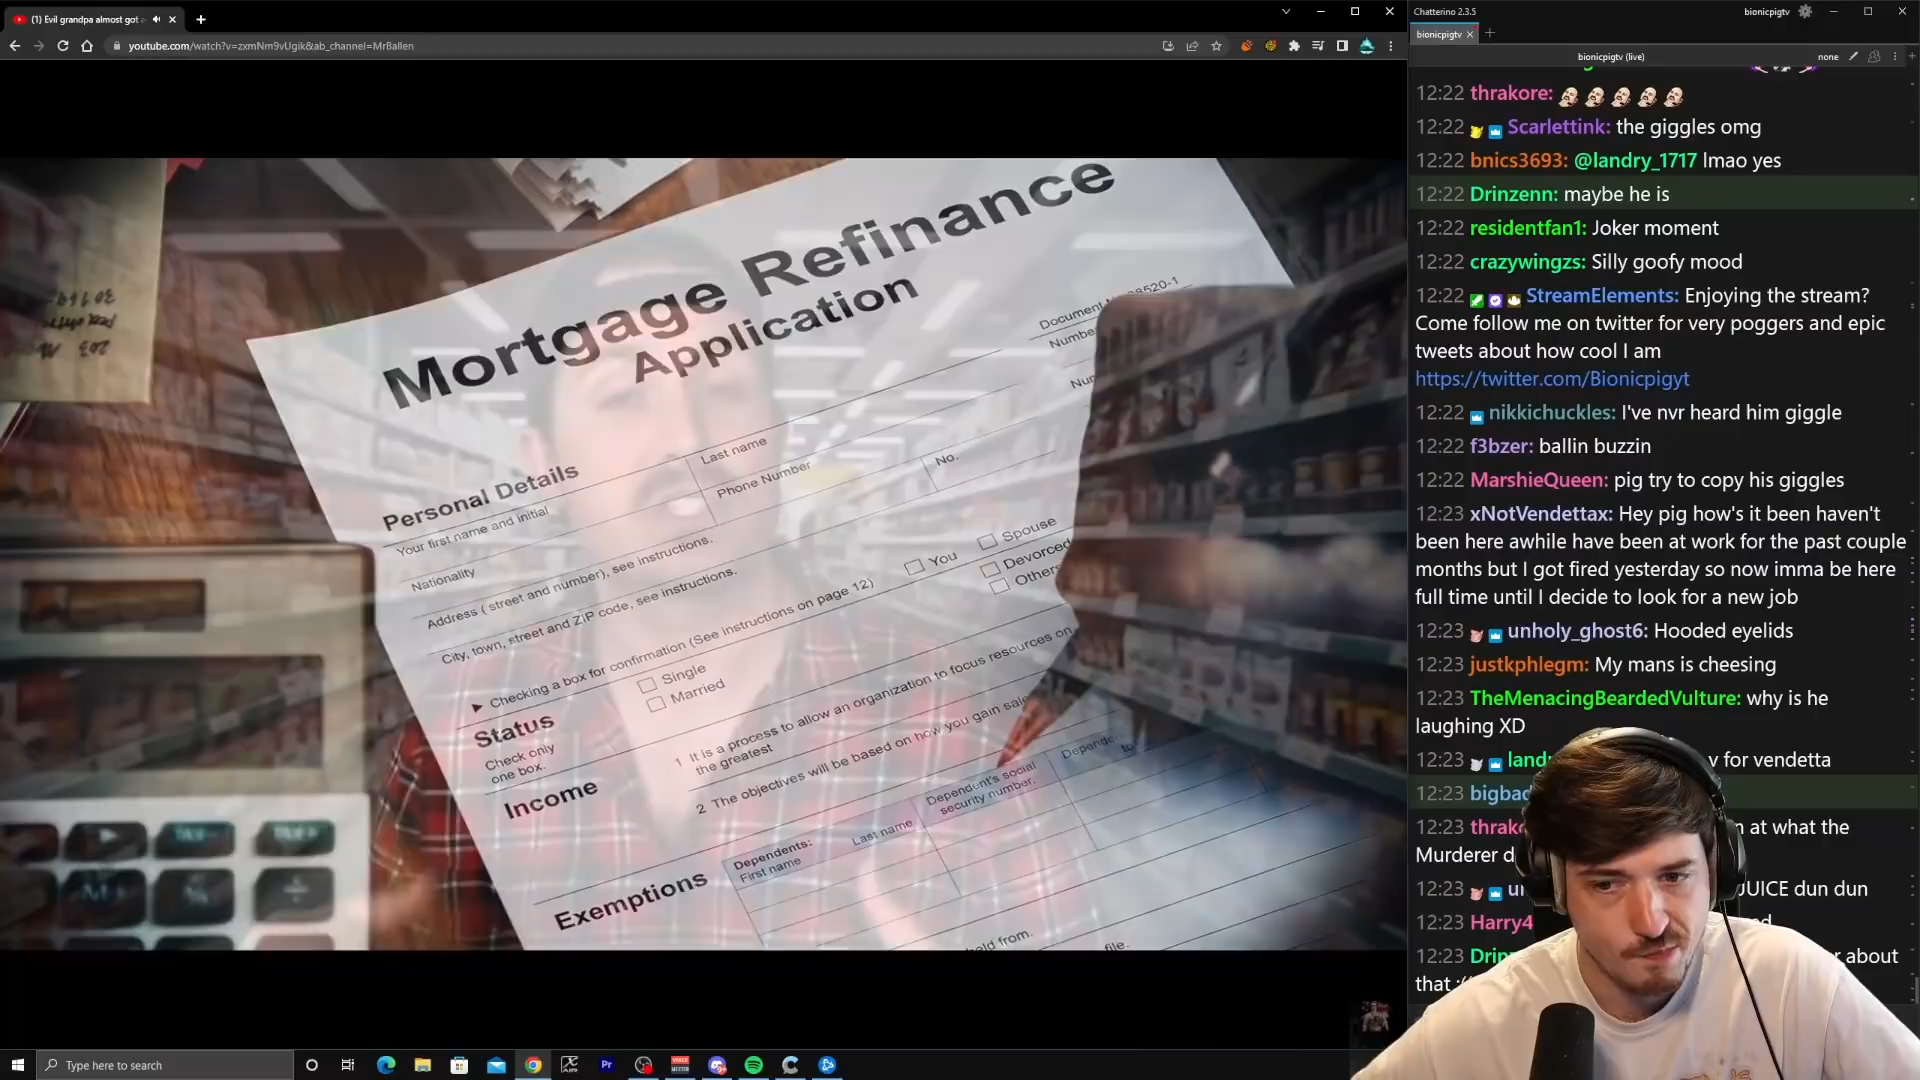 (1) Evil grandpa almost got
youtube.com/watch?v=zxmNm9vUgik&ab_channel=MrBallen
Mortgage Refinance
Application
Personal Details
Your first name and initial
Last name
Nationality
Phone Number
No.
Address ( street and number), see instructions.
City, town, street and ZiP code, see instructions.
► Checking a box for confirmation (See instructions on page 12)
You
Spouse
Devorced
Others
Status
Check only
one box.
Single
Married
Income
1 It is a process to allow an organization to focus resources on
the greatest
2 The objectives will be based on how you gain sale
Exemptions
Dependents:
First name
Last name
Dependent's social
security number.
to
file.
Type here to search
Chatterino 2.3.5
bionicpigtv
bionicpigtv
bionicpigtv (live)
none
12:22 thrakore:
12:22 Scarlettink: the giggles omg
12:22 bnics3693: @landry_1717 lmao yes
12:22 Drinzenn: maybe he is
12:22 residentfan1: Joker moment
12:22 crazywingzs: Silly goofy mood
12:22 StreamElements: Enjoying the stream?
Come follow me on twitter for very poggers and epic
tweets about how cool I am
https://twitter.com/Bionicpigyt
12:22 nikkichuckles: I've nvr heard him giggle
12:22 f3bzer: ballin buzzin
12:22 MarshieQueen: pig try to copy his giggles
12:23 xNotVendettax: Hey pig how's it been haven't
been here awhile have been at work for the past couple
months but I got fired yesterday so now imma be here
full time until I decide to look for a new job
12:23 unholy_ghost6: Hooded eyelids
12:23 justkphlegm: My mans is cheesing
12:23 TheMenacingBeardedVulture: why is he
laughing XD
12:23 v for vendetta
12:23
12:23 at what the
Murderer
12:23 JUICE dun dun
12:23
12:23 about
that